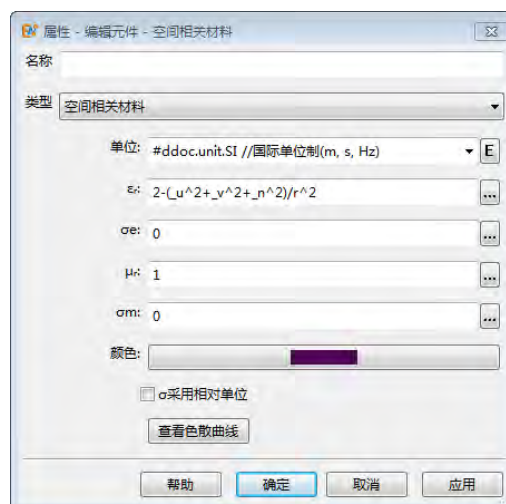 属性 - 编辑元件 - 空间相关材料
名称
类型 空间相关材料
单位: #ddoc.unit.SI //国际单位制(m, s, Hz) E
εr: 2-(_u^2+_v^2+_n^2)/r^2 ...
σe: 0 ...
μr: 1 ...
σm: 0 ...
颜色:
σ采用相对单位
查看色散曲线
帮助 确定 取消 应用